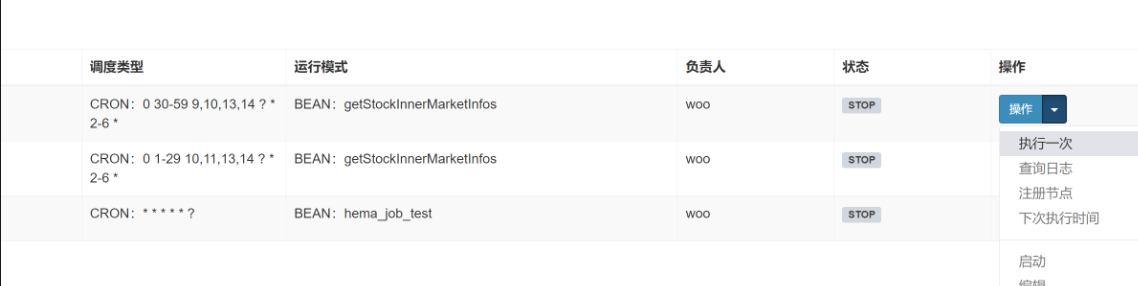 调度类型 运行模式 负责人 状态 操作
CRON：0 30-59 9,10,13,14 ? * BEAN：getStockInnerMarketInfos woo STOP 操作
2-6 *
执行一次
CRON：0 1-29 10,11,13,14 ? * BEAN：getStockInnerMarketInfos woo STOP
2-6 *
查询日志
注册节点
CRON：* * * * * ? BEAN：hema_job_test woo STOP
下次执行时间
启动
编辑